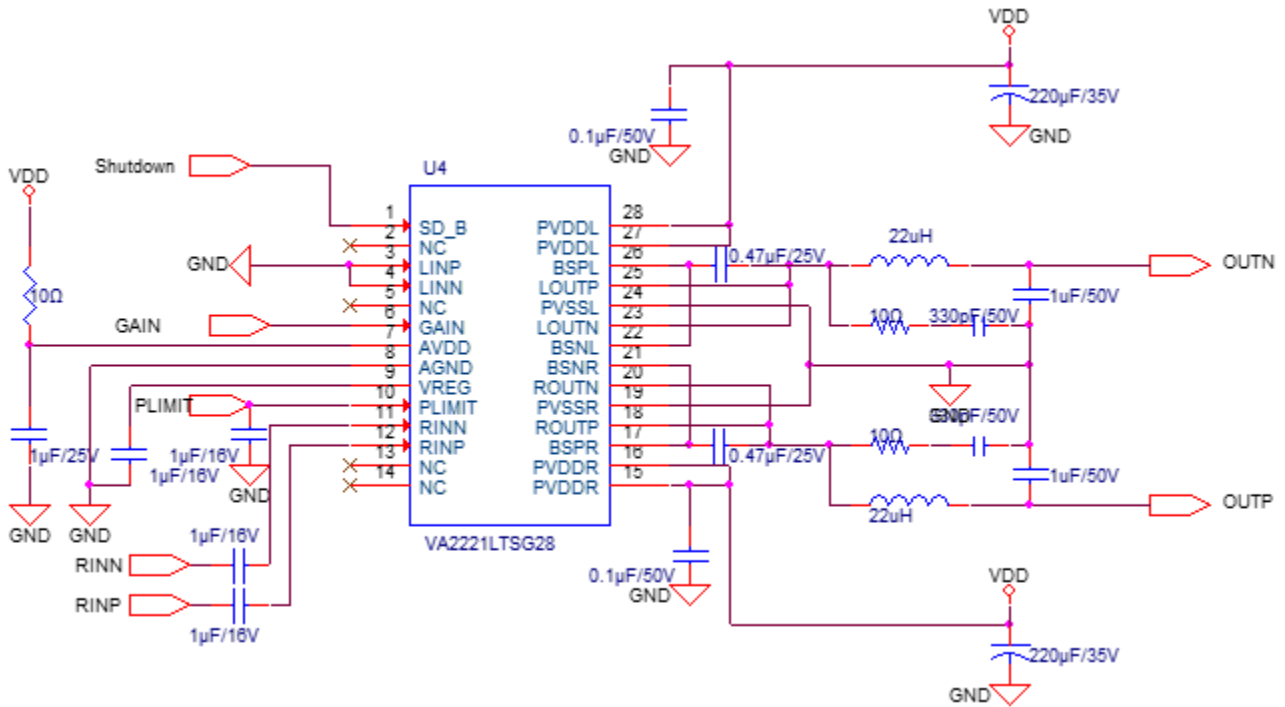 VDD
220µF/35V
0.1µF/50V
GND
GND
Shutdown
U4
VDD
1
SD_B
2
NC
3
LINP
4
LINN
5
NC
6
GAIN
7
AVDD
8
AGND
9
VREG
10
PLIMIT
11
RINN
12
RINP
13
NC
14
NC
28
PVDDL
27
PVDDL
26
BSPL
25
LOUTP
24
PVSSL
23
LOUTN
22
BSNL
21
BSNR
20
ROUTN
19
PVSSR
18
ROUTP
17
BSPR
16
PVDDR
15
PVDDR
VA2221LTSG28
GND
10Ω
GAIN
PLIMIT
1µF/25V
1µF/16V
1µF/16V
GND
GND
GND
1µF/16V
RINN
RINP
1µF/16V
0.47µF/25V
22uH
OUTN
1uF/50V
10Ω
330pF/50V
GND
10Ω
0.47µF/25V
1uF/50V
22uH
OUTP
0.1µF/50V
GND
VDD
220µF/35V
GND